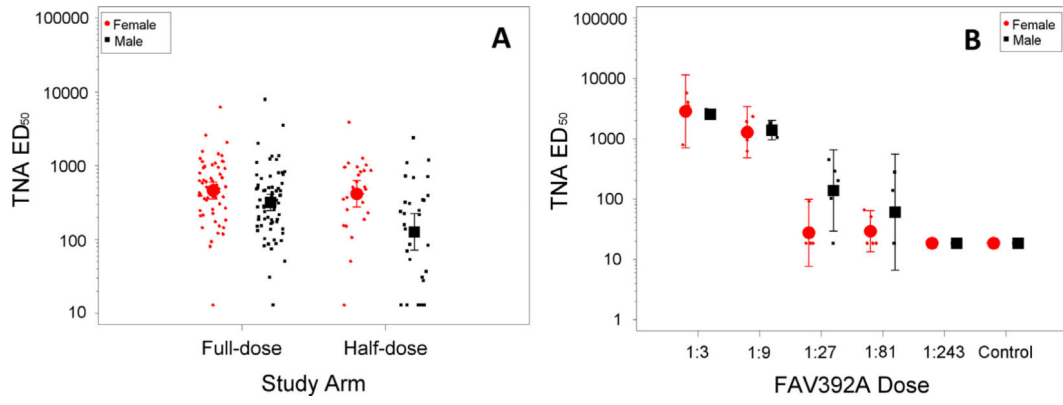 Female
Male
A
100000
10000
1000
100
10
TNA ED50
Full-dose
Half-dose
Study Arm
Female
Male
B
100000
10000
1000
100
10
1
TNA ED50
1:3
1:9
1:27
1:81
1:243
Control
FAV392A Dose